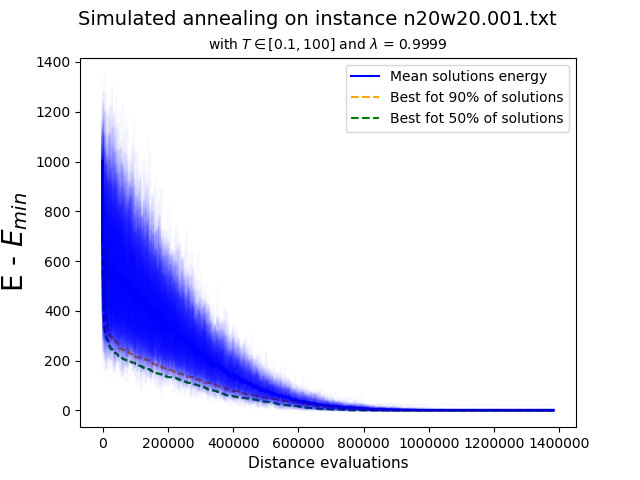 Simulated annealing on instance n20w20.001.txt
with T ∈ [0.1, 100] and λ = 0.9999
Mean solutions energy
Best fot 90% of solutions
Best fot 50% of solutions
E - E_min
1400
1200
1000
800
600
400
200
0
0 200000 400000 600000 800000 1000000 1200000 1400000
Distance evaluations